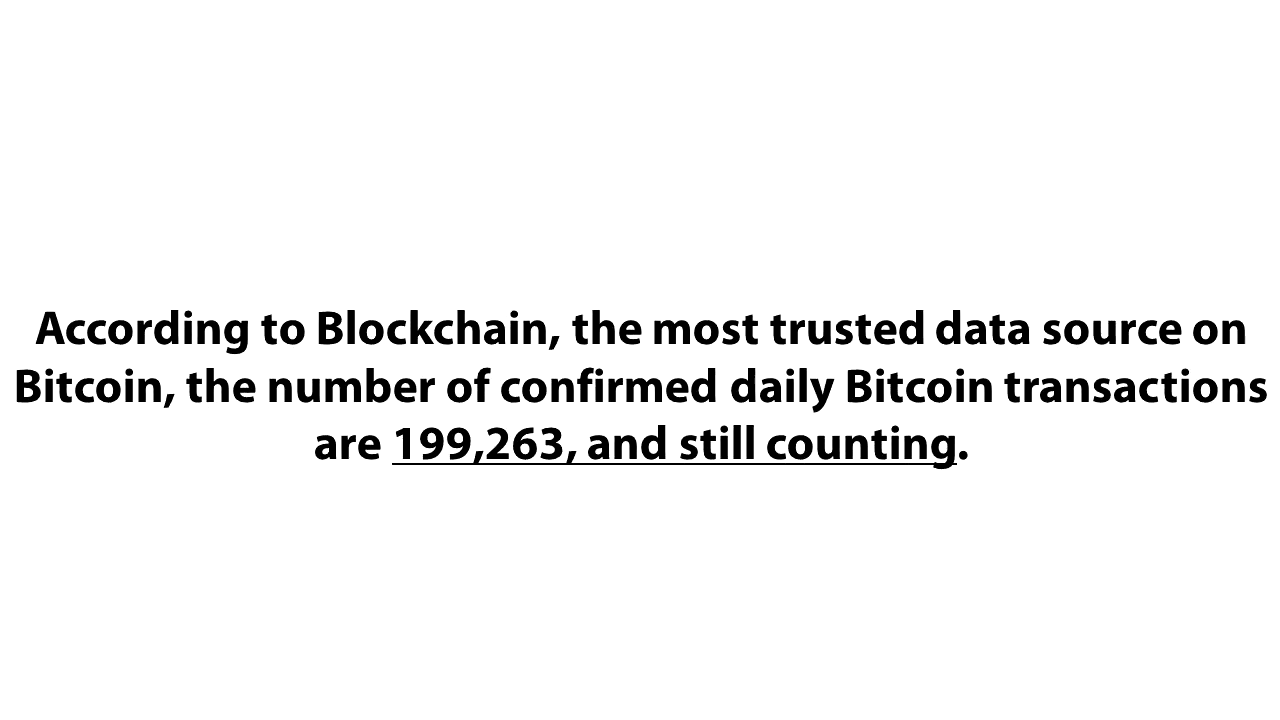 According to Blockchain, the most trusted data source on
Bitcoin, the number of confirmed daily Bitcoin transactions
are 199,263, and still counting.